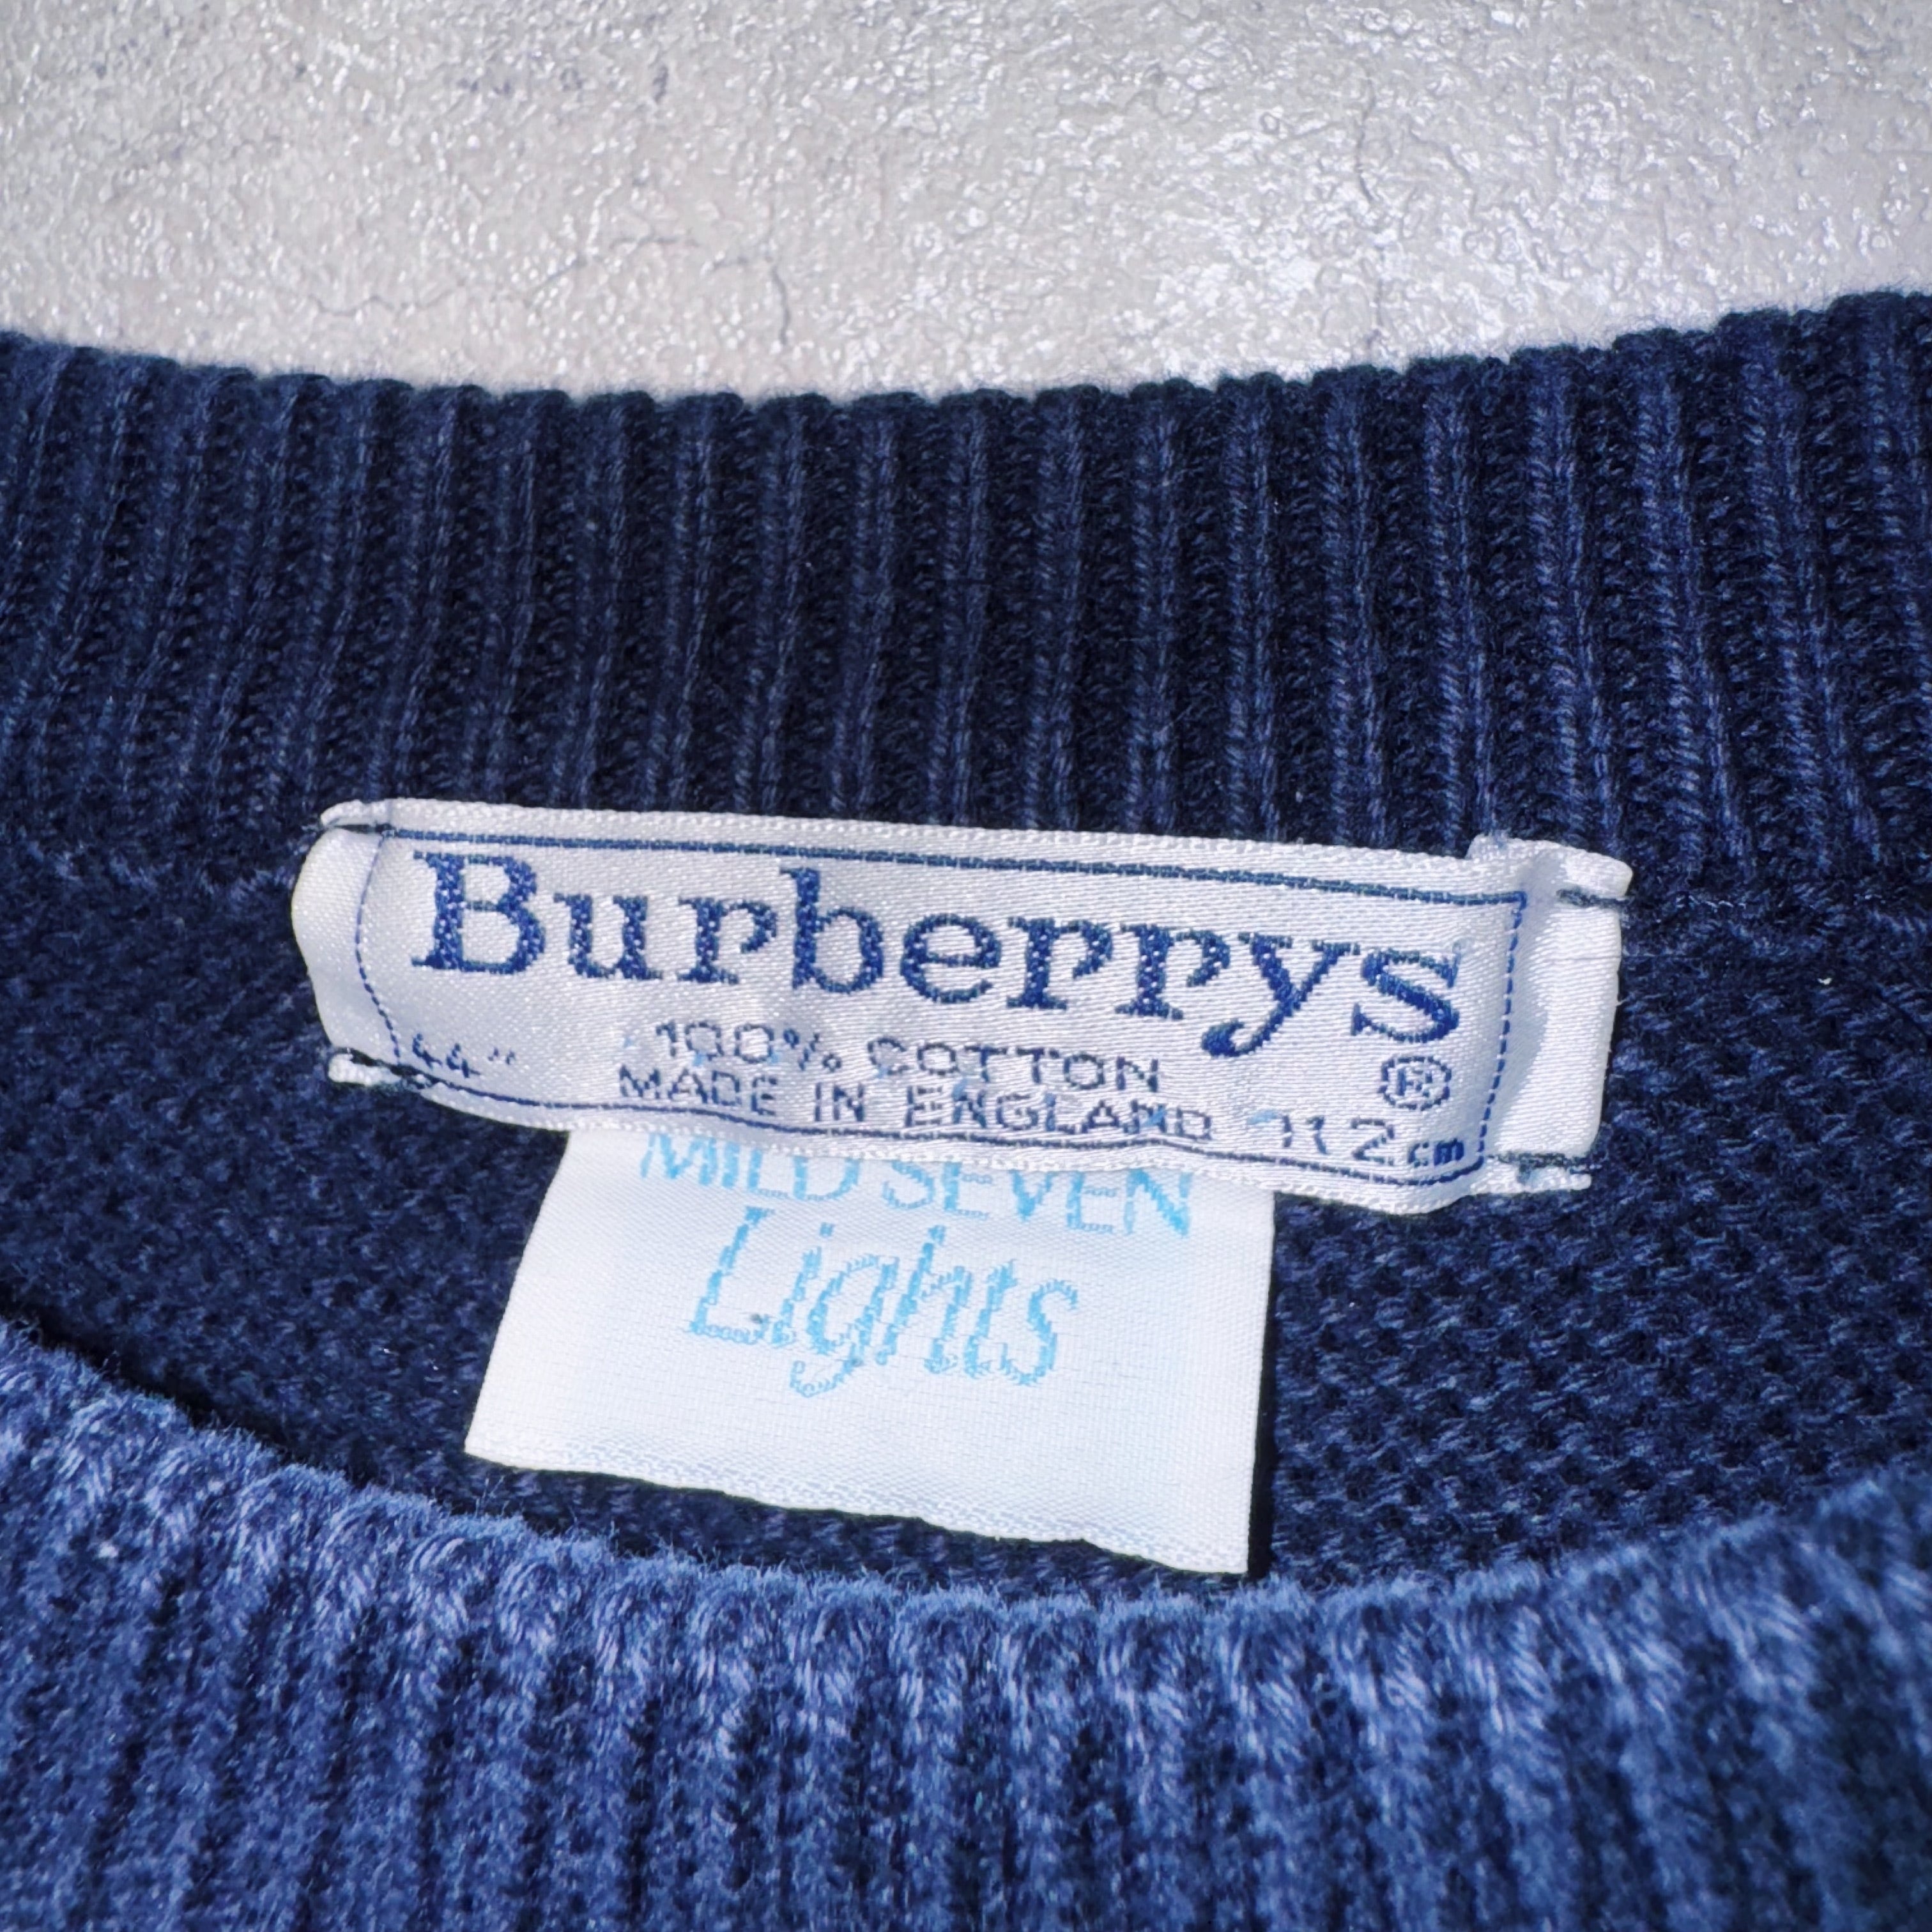 Burberrys
100% COTTON
®
44" MADE IN ENGLAND 112cm
MILD SEVEN
Lights